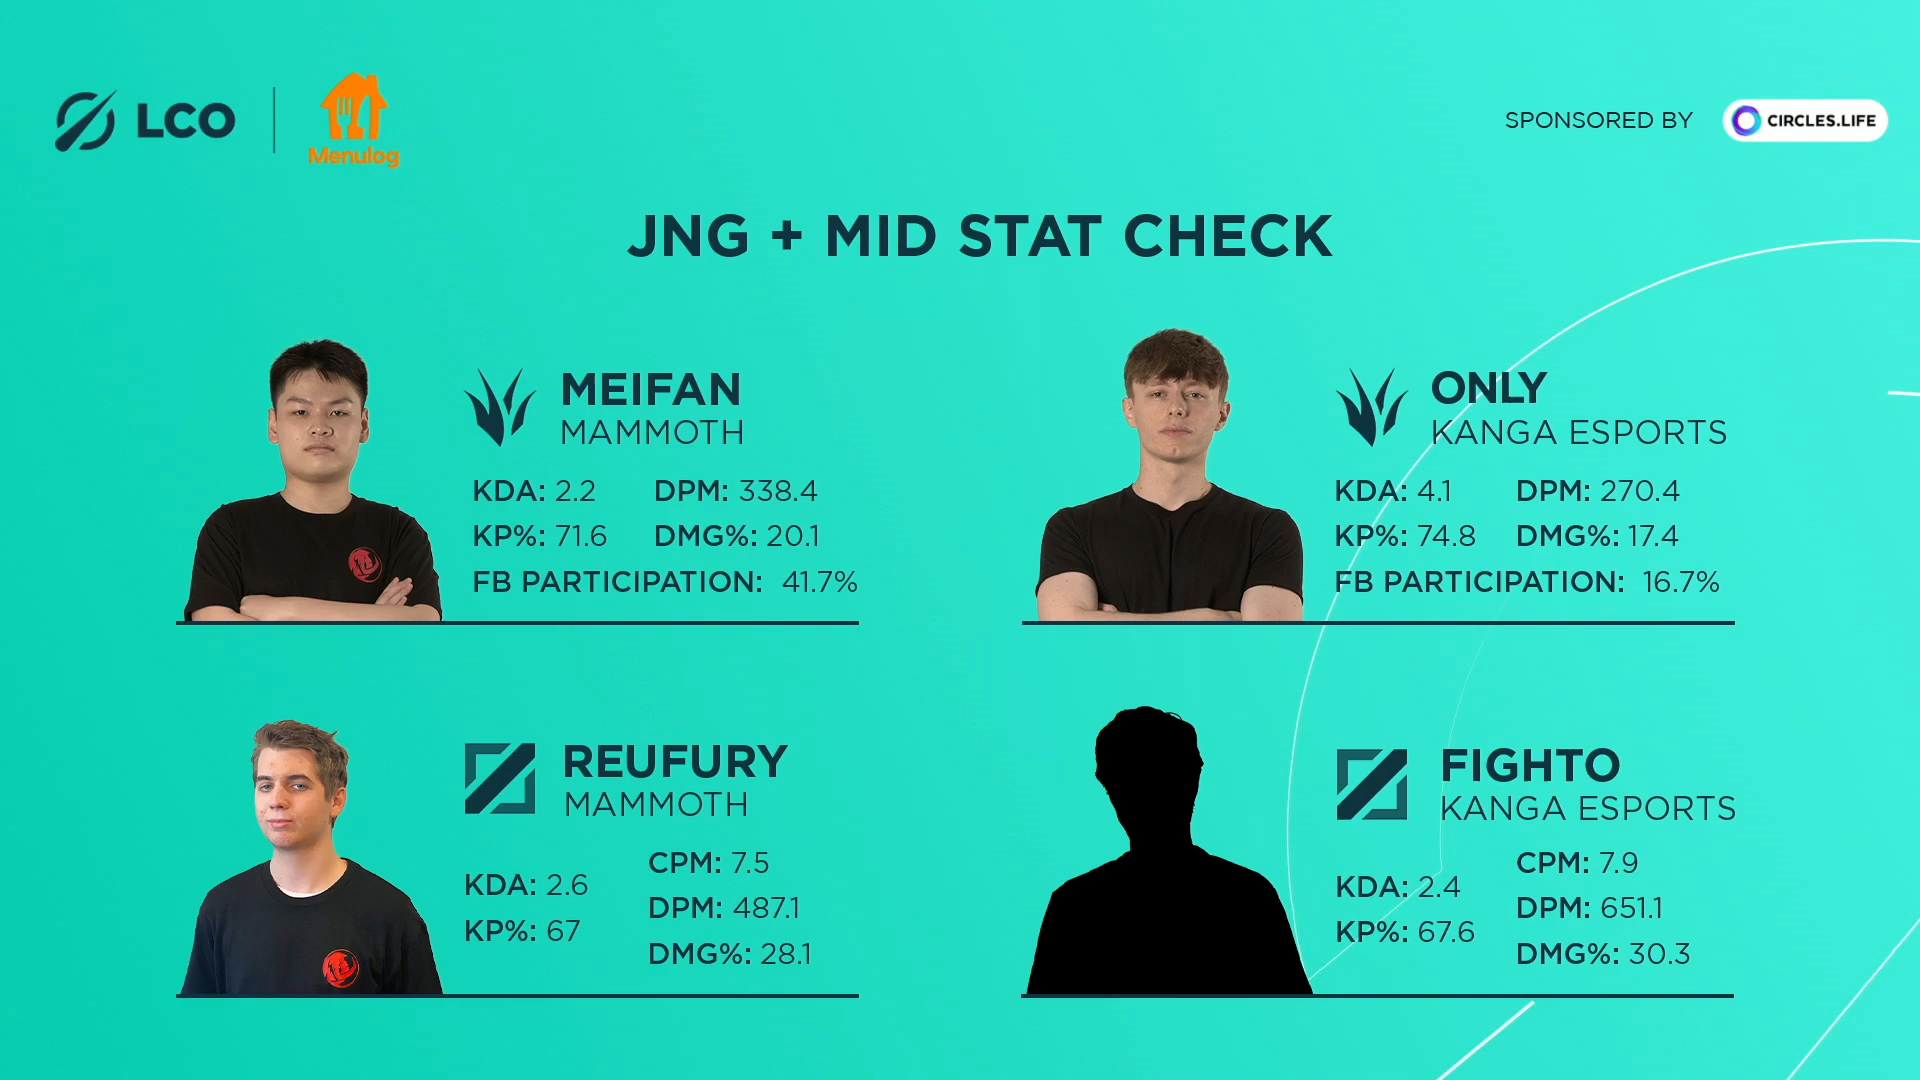 LCO
Menulog
SPONSORED BY
CIRCLES.LIFE
JNG + MID STAT CHECK
MEIFAN
MAMMOTH
KDA: 2.2 DPM: 338.4
KP%: 71.6 DMG%: 20.1
FB PARTICIPATION: 41.7%
ONLY
KANGA ESPORTS
KDA: 4.1 DPM: 270.4
KP%: 74.8 DMG%: 17.4
FB PARTICIPATION: 16.7%
REUFURY
MAMMOTH
KDA: 2.6
KP%: 67
CPM: 7.5
DPM: 487.1
DMG%: 28.1
FIGHTO
KANGA ESPORTS
KDA: 2.4
KP%: 67.6
CPM: 7.9
DPM: 651.1
DMG%: 30.3